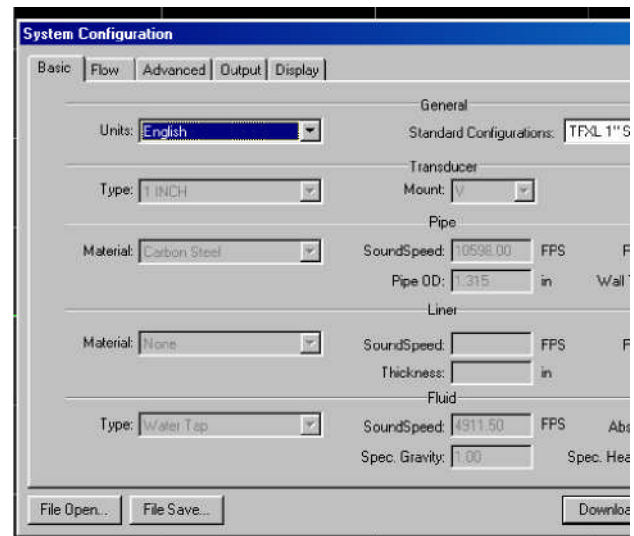 System Configuration
Basic Flow Advanced Output Display
General
Units: English Standard Configurations: TFXL 1" S
Transducer
Type: 1 INCH Mount: V
Pipe
Material: Carbon Steel SoundSpeed: 10598.00 FPS
Pipe OD: 1.315 in Wall
Liner
Material: None SoundSpeed: FPS
Thickness: in
Fluid
Type: Water Tap SoundSpeed: 4911.50 FPS Abs
Spec. Gravity: 1.00 Spec. Hea
File Open... File Save... Downloa